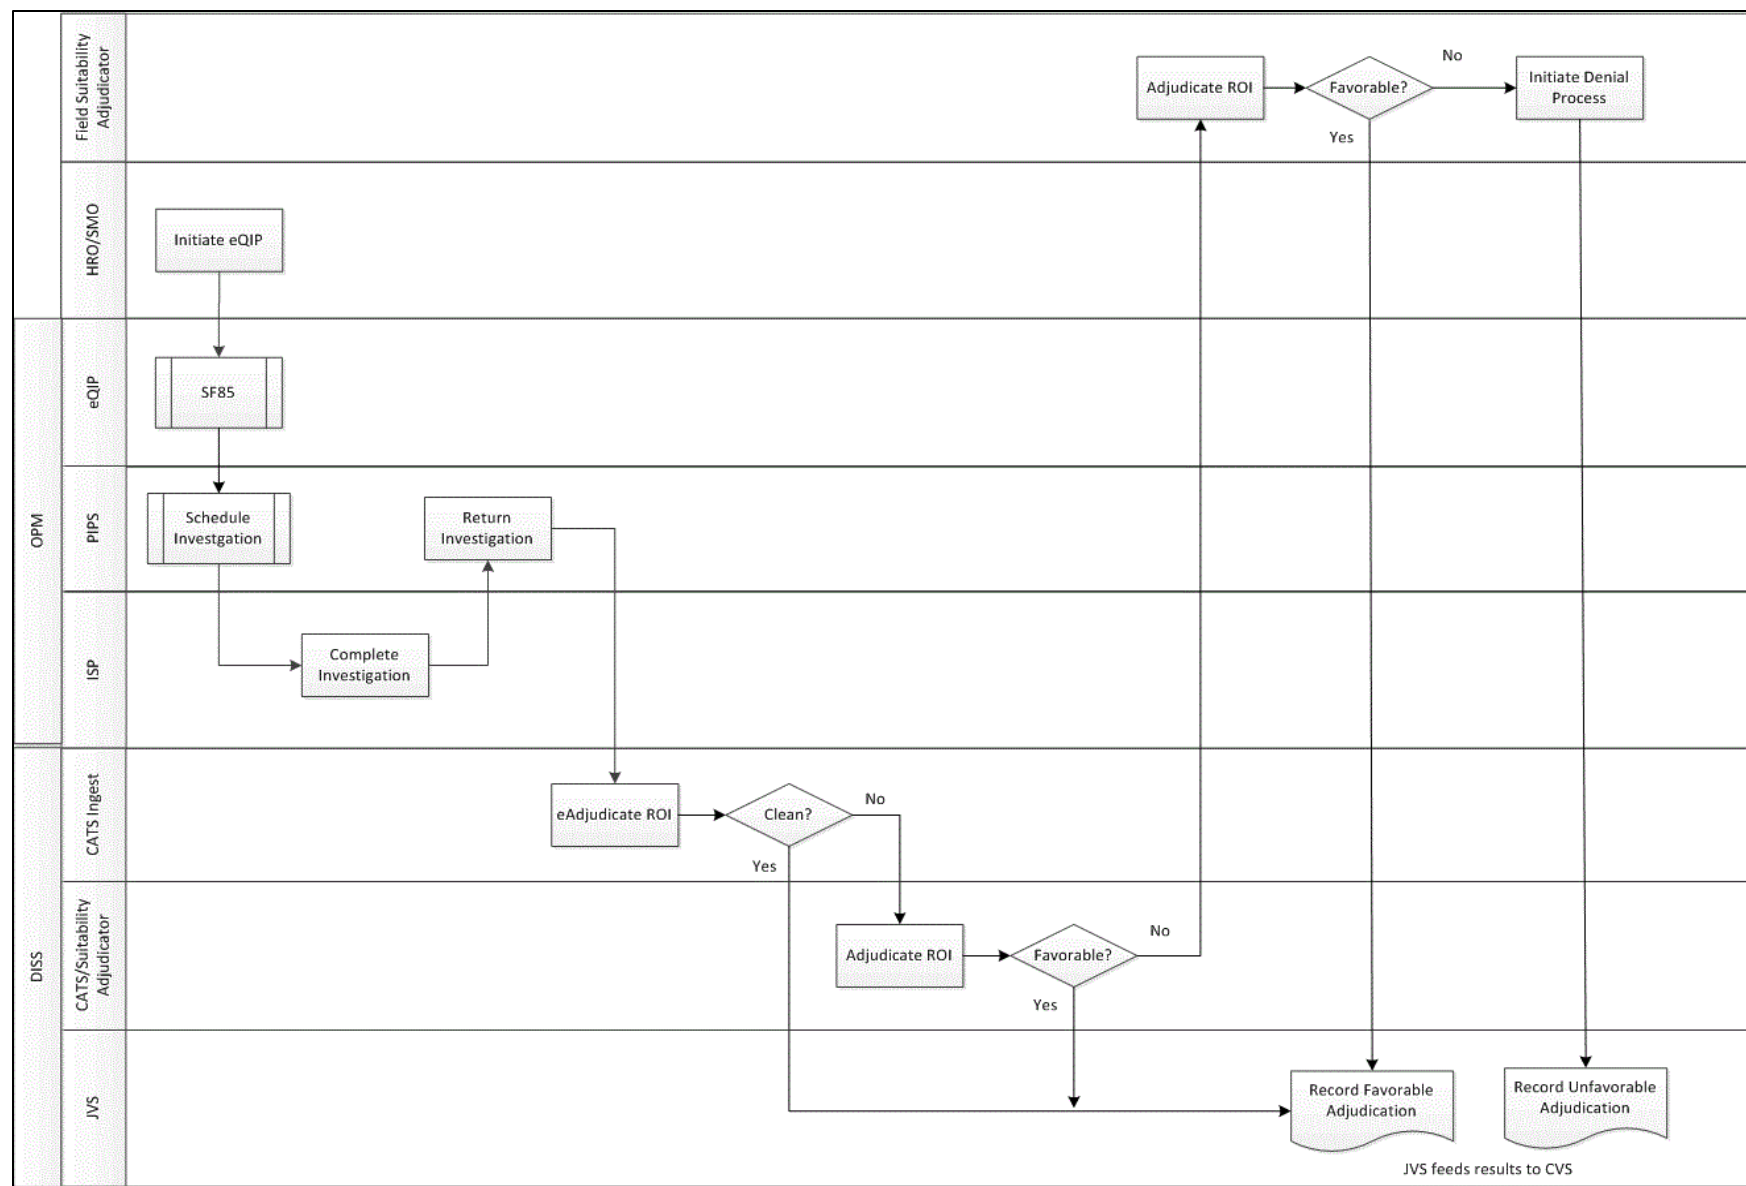 Field Suitability
Adjudicator
Adjudicate ROI
Favorable?
No
Yes
Initiate Denial
Process
HRO/SMO
Initiate eQIP
OPM
eQIP
SF85
PIPS
Schedule
Investgation
Return
Investigation
ISP
Complete
Investigation
DISS
CATS Ingest
eAdjudicate ROI
Clean?
No
Yes
CATS/Suitability
Adjudicator
Adjudicate ROI
Favorable?
No
Yes
JVS
Record Favorable
Adjudication
Record Unfavorable
Adjudication
JVS feeds results to CVS